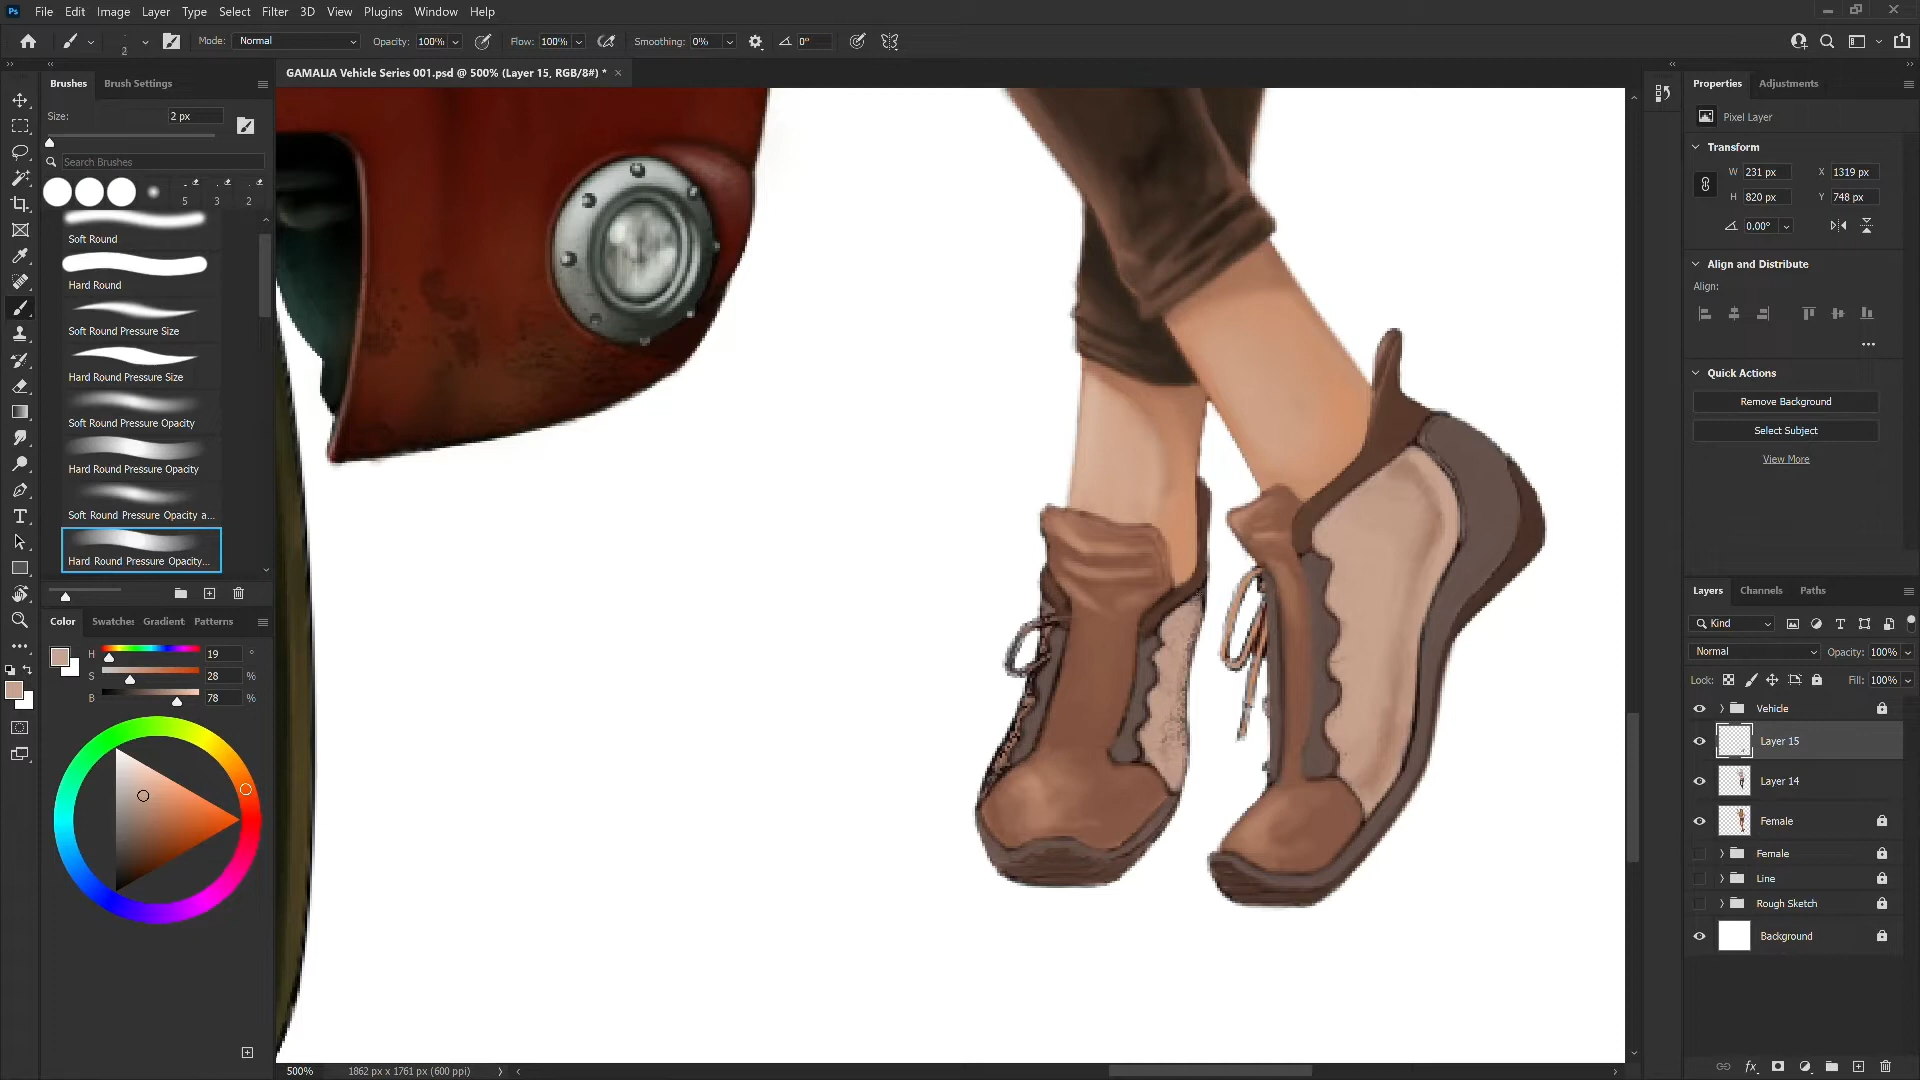 Ps File Edit Image Layer Type Select Filter 3D View Plugins Window Help
2 Mode: Normal Opacity: 100% Flow: 100% Smoothing: 0% 0°
GAMALIA Vehicle Series 001.psd @ 500% (Layer 15, RGB/8#) * ×
Brushes Brush Settings
Size: 2 px
Search Brushes
5 3 2
Soft Round
Hard Round
Soft Round Pressure Size
Hard Round Pressure Size
Soft Round Pressure Opacity
Hard Round Pressure Opacity
Soft Round Pressure Opacity a...
Hard Round Pressure Opacity...
Color Swatches Gradient Patterns
H 19 °
S 28 %
B 78 %
500% 1862 px x 1761 px (600 ppi)
Properties Adjustments
Pixel Layer
Transform
W 231 px X 1319 px
H 820 px Y 748 px
0.00°
Align and Distribute
Align:
Quick Actions
Remove Background
Select Subject
View More
Layers Channels Paths
Kind
Normal Opacity: 100%
Lock: Fill: 100%
Vehicle
Layer 15
Layer 14
Female
Female
Line
Rough Sketch
Background
fx